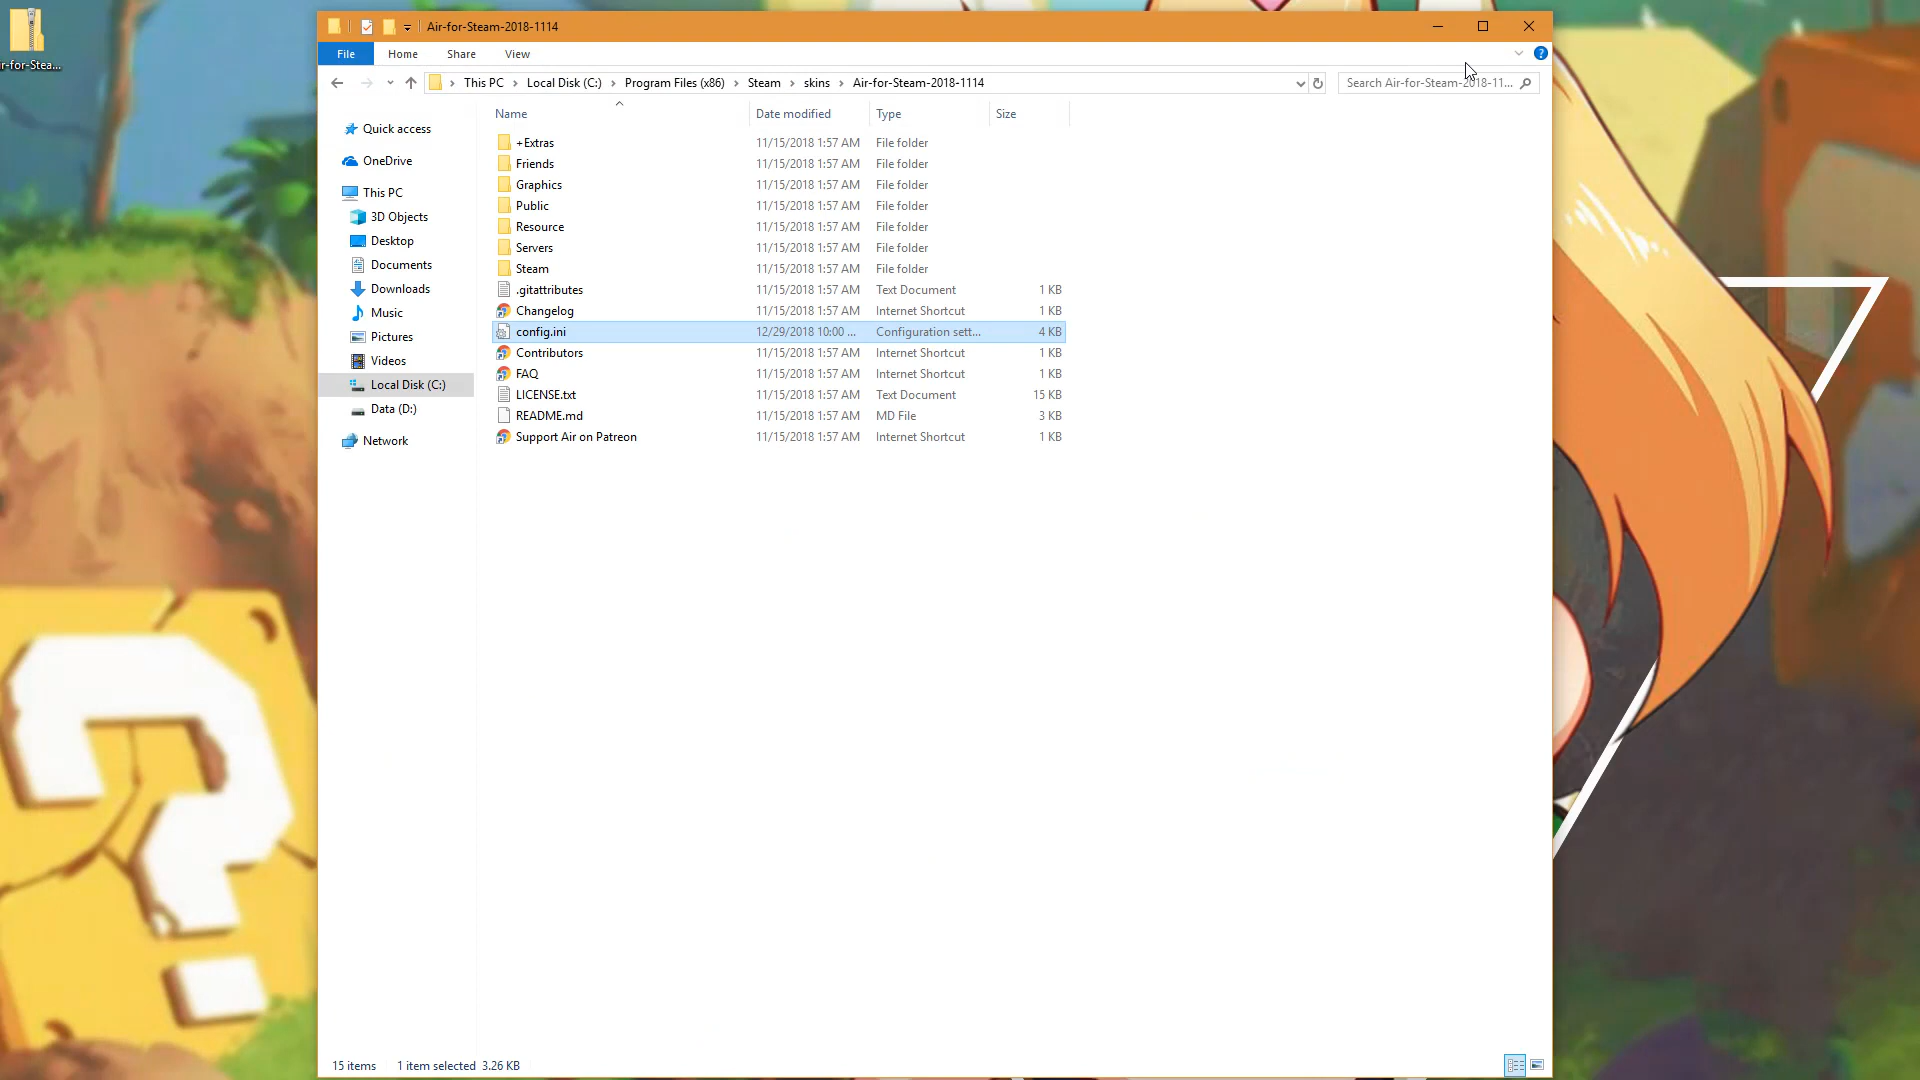 r-for-Stea...
Air-for-Steam-2018-1114
File Home Share View
This PC Local Disk (C:) Program Files (x86) Steam skins Air-for-Steam-2018-1114
Search Air-for-Steam-2018-11...
Name Date modified Type Size
Quick access
OneDrive
This PC
3D Objects
Desktop
Documents
Downloads
Music
Pictures
Videos
Local Disk (C:)
Data (D:)
Network
+Extras 11/15/2018 1:57 AM File folder
Friends 11/15/2018 1:57 AM File folder
Graphics 11/15/2018 1:57 AM File folder
Public 11/15/2018 1:57 AM File folder
Resource 11/15/2018 1:57 AM File folder
Servers 11/15/2018 1:57 AM File folder
Steam 11/15/2018 1:57 AM File folder
.gitattributes 11/15/2018 1:57 AM Text Document 1 KB
Changelog 11/15/2018 1:57 AM Internet Shortcut 1 KB
config.ini 12/29/2018 10:00 ... Configuration sett... 4 KB
Contributors 11/15/2018 1:57 AM Internet Shortcut 1 KB
FAQ 11/15/2018 1:57 AM Internet Shortcut 1 KB
LICENSE.txt 11/15/2018 1:57 AM Text Document 15 KB
README.md 11/15/2018 1:57 AM MD File 3 KB
Support Air on Patreon 11/15/2018 1:57 AM Internet Shortcut 1 KB
15 items 1 item selected 3.26 KB